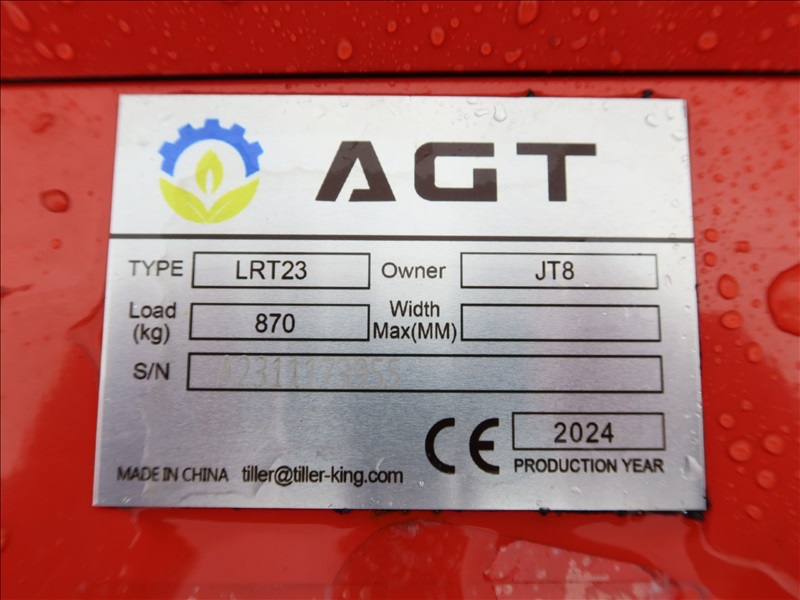 AGT
TYPE LRT23 Owner JT8
Load (kg) 870 Width Max(MM)
S/N A2311173955
CE 2024
MADE IN CHINA tiller@tiller-king.com PRODUCTION YEAR